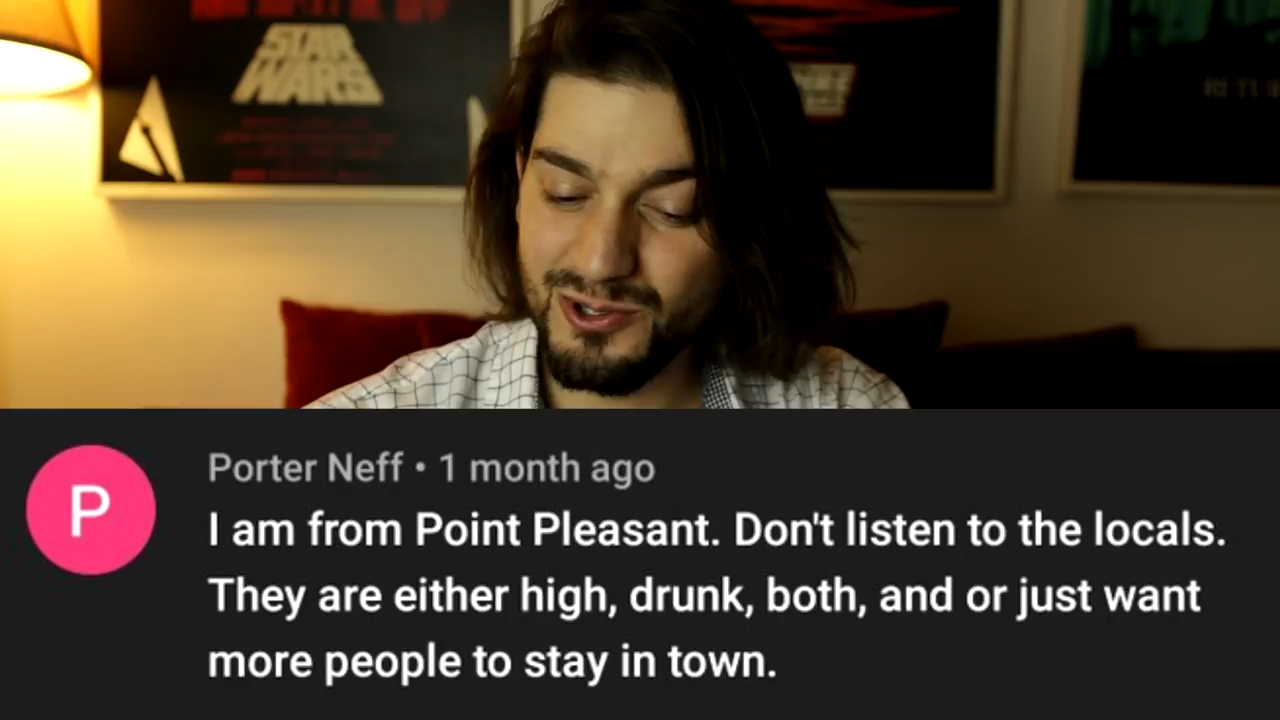 STAR
WARS
Porter Neff • 1 month ago
P
I am from Point Pleasant. Don't listen to the locals.
They are either high, drunk, both, and or just want
more people to stay in town.